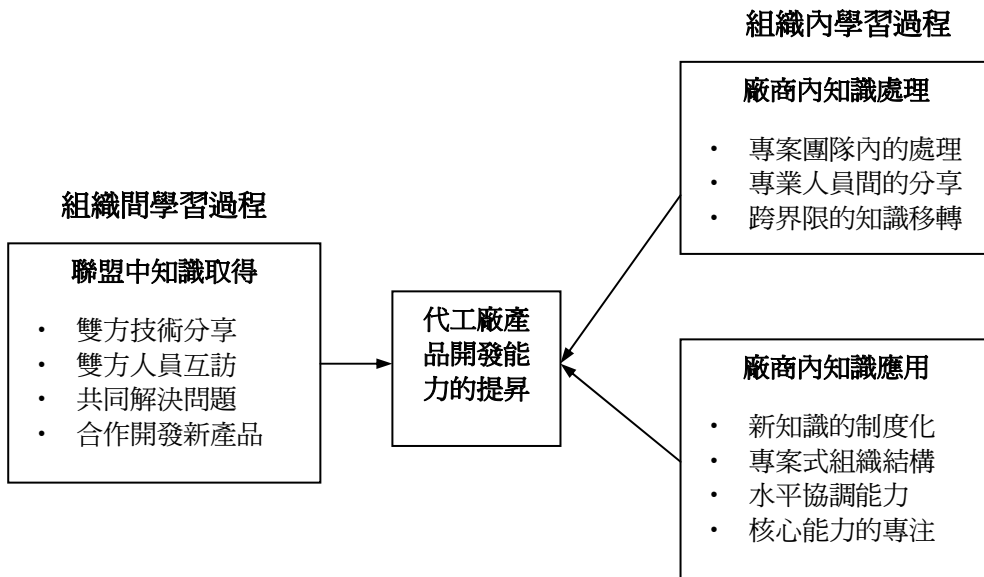 組織間學習過程
聯盟中知識取得
· 雙方技術分享
· 雙方人員互訪
· 共同解決問題
· 合作開發新產品
代工廠產
品開發能
力的提昇
組織內學習過程
廠商內知識處理
· 專案團隊內的處理
· 專業人員間的分享
· 跨界限的知識移轉
廠商內知識應用
· 新知識的制度化
· 專案式組織結構
· 水平協調能力
· 核心能力的專注